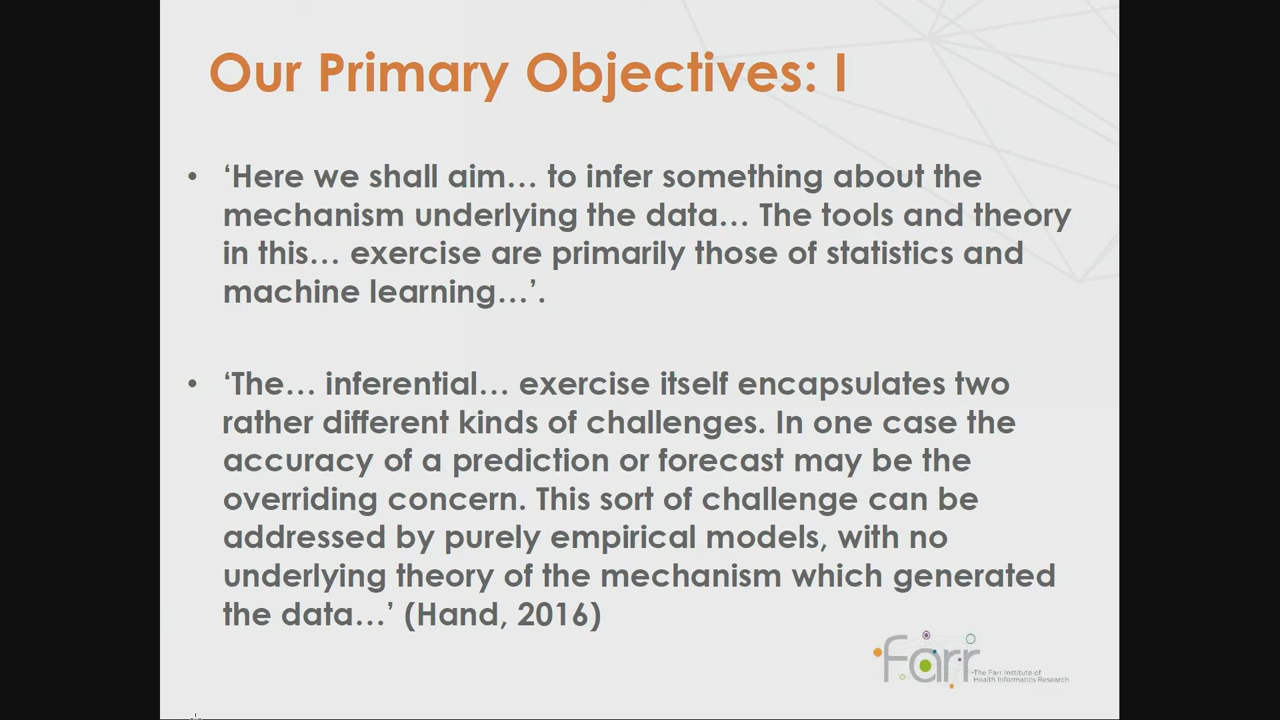 Our Primary Objectives: I
• ‘Here we shall aim… to infer something about the
mechanism underlying the data… The tools and theory
in this… exercise are primarily those of statistics and
machine learning…’.
• ‘The… inferential… exercise itself encapsulates two
rather different kinds of challenges. In one case the
accuracy of a prediction or forecast may be the
overriding concern. This sort of challenge can be
addressed by purely empirical models, with no
underlying theory of the mechanism which generated
the data…’ (Hand, 2016)
farr
The Farr Institute of
Health Informatics Research